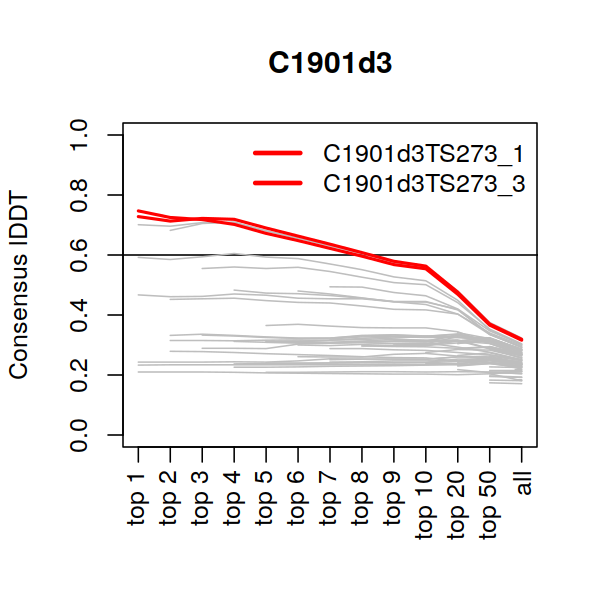 C1901d3
C1901d3TS273_1
C1901d3TS273_3
Consensus lDDT
1.0
0.8
0.6
0.4
0.2
0.0
top 1
top 2
top 3
top 4
top 5
top 6
top 7
top 8
top 9
top 10
top 20
top 50
all